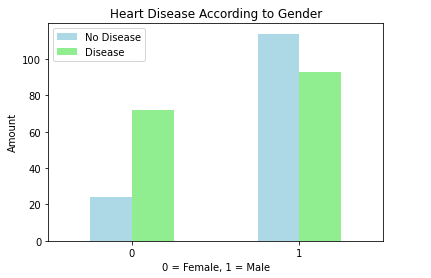 Heart Disease According to Gender
No Disease
Disease
100
80
60
40
20
0
Amount
0 1
0 = Female, 1 = Male